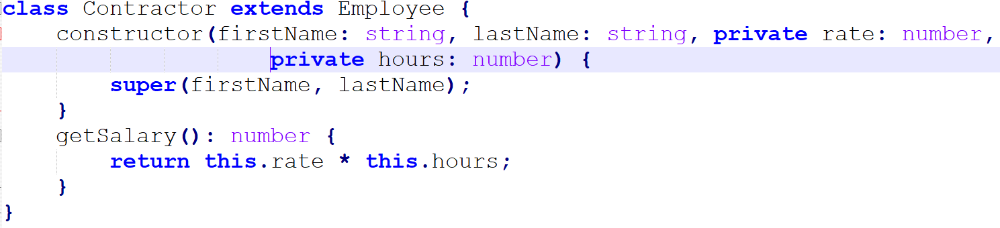 class Contractor extends Employee {
    constructor(firstName: string, lastName: string, private rate: number,
                    private hours: number) {
        super(firstName, lastName);
    }
    getSalary(): number {
        return this.rate * this.hours;
    }
}